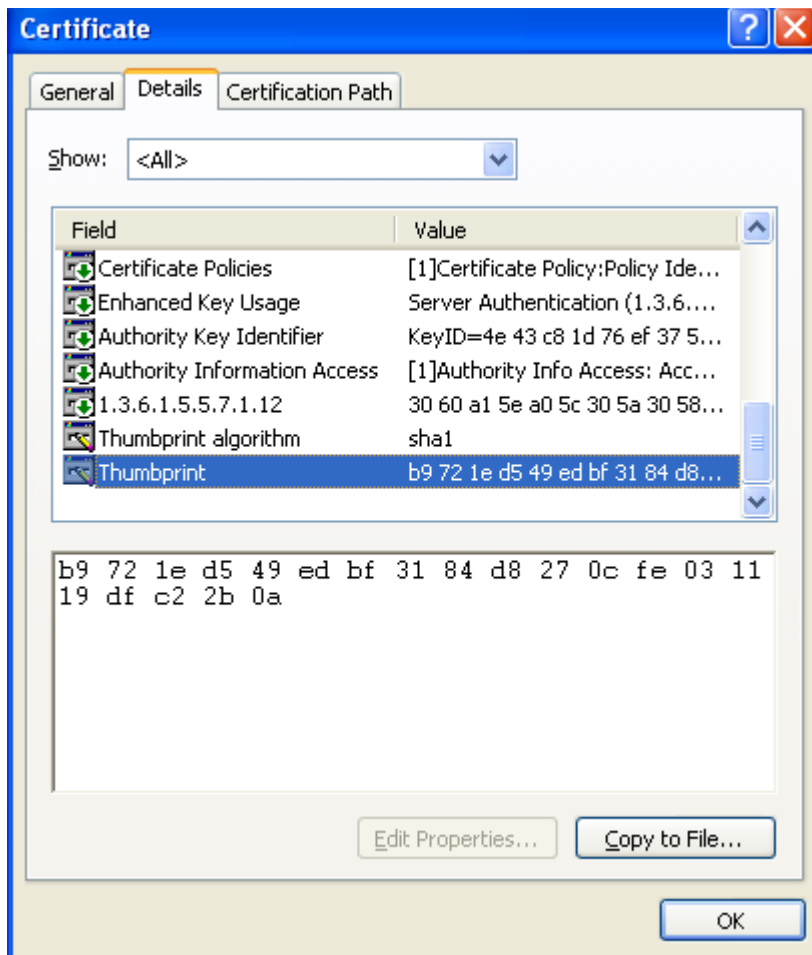 Certificate
General Details Certification Path
Show: <All>
Field Value
Certificate Policies [1]Certificate Policy:Policy Ide...
Enhanced Key Usage Server Authentication (1.3.6....
Authority Key Identifier KeyID=4e 43 c8 1d 76 ef 37 5...
Authority Information Access [1]Authority Info Access: Acc...
1.3.6.1.5.5.7.1.12 30 60 a1 5e a0 5c 30 5a 30 58...
Thumbprint algorithm sha1
Thumbprint b9 72 1e d5 49 ed bf 31 84 d8...
b9 72 1e d5 49 ed bf 31 84 d8 27 0c fe 03 11
19 df c2 2b 0a
Edit Properties... Copy to File...
OK